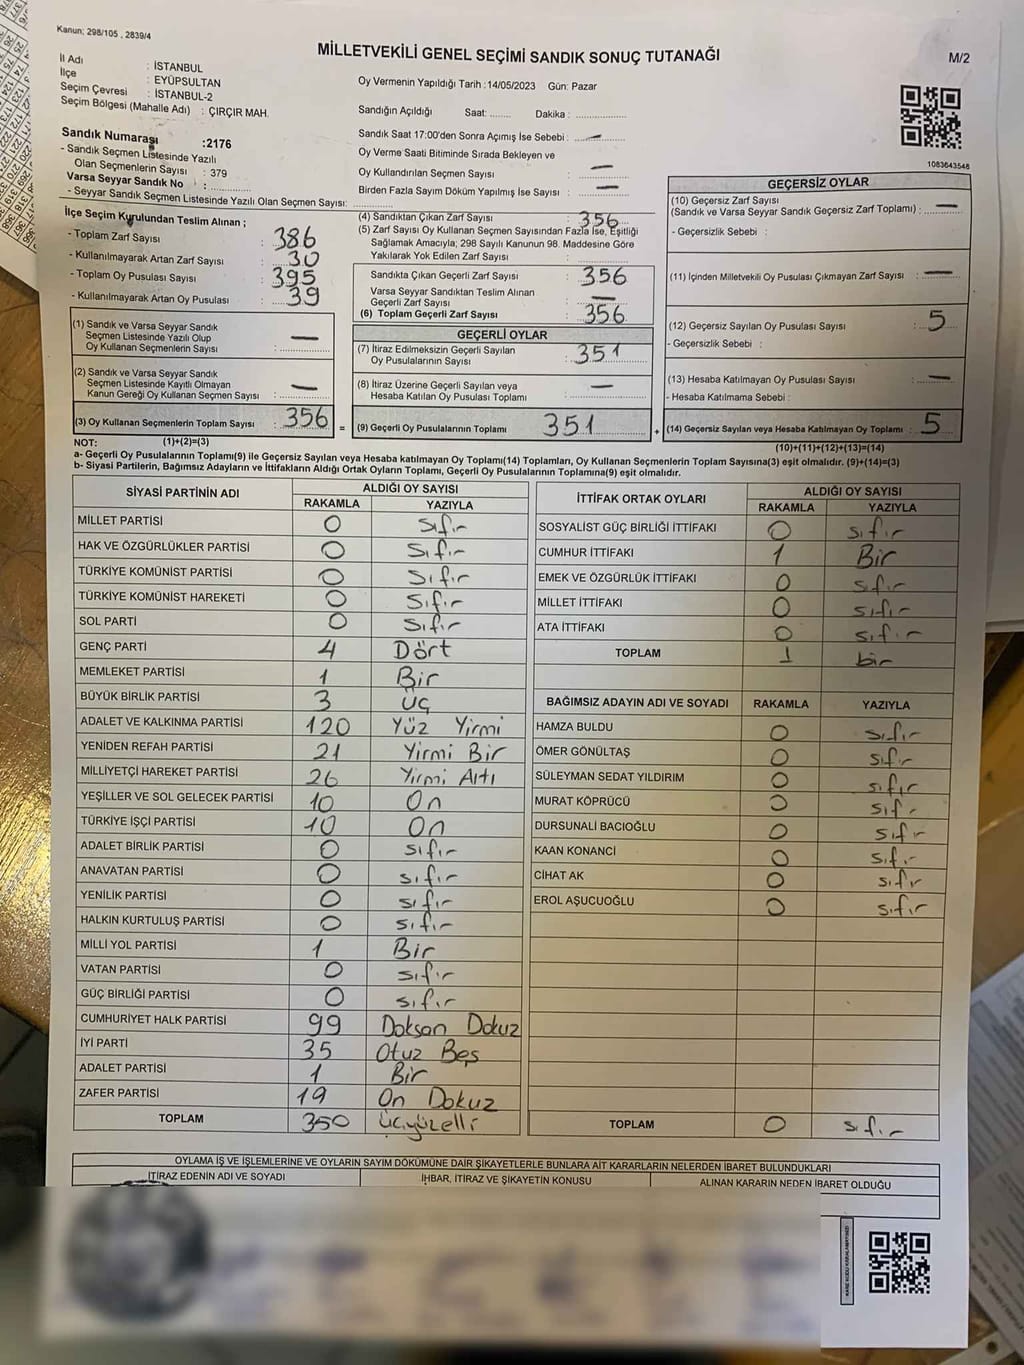 Kanun; 298/105 , 2839/4
MİLLETVEKİLİ GENEL SEÇİMİ SANDIK SONUÇ TUTANAĞI
M/2
İl Adı : İSTANBUL
İlçe : EYÜPSULTAN
Seçim Çevresi : İSTANBUL-2
Seçim Bölgesi (Mahalle Adı) : ÇIRÇIR MAH.
Sandık Numarası :2176
- Sandık Seçmen Listesinde Yazılı
Olan Seçmenlerin Sayısı : 379
Varsa Seyyar Sandık No :
- Seyyar Sandık Seçmen Listesinde Yazılı Olan Seçmen Sayısı:
Oy Vermenin Yapıldığı Tarih :14/05/2023 Gün: Pazar
Sandığın Açıldığı Saat: Dakika :
Sandık Saat 17:00'den Sonra Açımış İse Sebebi : —
Oy Verme Saati Bitiminde Sırada Bekleyen ve
Oy Kullandırılan Seçmen Sayısı : —
Birden Fazla Sayım Döküm Yapılmış İse Sayısı : —
1083643548
İlçe Seçim Kurulundan Teslim Alınan ;
- Toplam Zarf Sayısı : 386
- Kullanılmayarak Artan Zarf Sayısı : 30
- Toplam Oy Pusulası Sayısı : 395
- Kullanılmayarak Artan Oy Pusulası : 39
(4) Sandıktan Çıkan Zarf Sayısı : 356
(5) Zarf Sayısı Oy Kullanan Seçmen Sayısından Fazla İse, Eşitliği
Sağlamak Amacıyla; 298 Sayılı Kanunun 98. Maddesine Göre
Yakılarak Yok Edilen Zarf Sayısı :
Sandıkta Çıkan Geçerli Zarf Sayısı : 356
Varsa Seyyar Sandıktan Teslim Alınan
Geçerli Zarf Sayısı : —
(6) Toplam Geçerli Zarf Sayısı : 356
GEÇERSİZ OYLAR
(10) Geçersiz Zarf Sayısı
(Sandık ve Varsa Seyyar Sandık Geçersiz Zarf Toplamı) : —
- Geçersizlik Sebebi :
(11) İçinden Milletvekili Oy Pusulası Çıkmayan Zarf Sayısı : —
(12) Geçersiz Sayılan Oy Pusulası Sayısı : 5
- Geçersizlik Sebebi :
(13) Hesaba Katılmayan Oy Pusulası Sayısı : —
- Hesaba Katılmama Sebebi :
(14) Geçersiz Sayılan veya Hesaba Katılmayan Oy Toplamı : 5
(1) Sandık ve Varsa Seyyar Sandık
Seçmen Listesinde Yazılı Olup
Oy Kullanan Seçmenlerin Sayısı : —
(2) Sandık ve Varsa Seyyar Sandık
Seçmen Listesinde Kayıtlı Olmayan
Kanun Gereği Oy Kullanan Seçmen Sayısı : —
(3) Oy Kullanan Seçmenlerin Toplam Sayısı : 356 =
GEÇERLİ OYLAR
(7) İtiraz Edilmeksizin Geçerli Sayılan
Oy Pusulalarının Sayısı : 351
(8) İtiraz Üzerine Geçerli Sayılan veya
Hesaba Katılan Oy Pusulası Toplamı : —
(9) Geçerli Oy Pusulalarının Toplamı 351 +
NOT: (1)+(2)=(3)
(10)+(11)+(12)+(13)=(14)
a- Geçerli Oy Pusulasının Toplamı(9) ile Geçersiz Sayılan veya Hesaba Katılmayan Oy Toplamı(14) Toplamları, Oy Kullanan Seçmenlerin Toplam Sayısına(3) eşit olmalıdır. (9)+(14)=(3)
b- Siyasi Partilerin, Bağımsız Adayların ve İttifakların Aldığı Ortak Oyların Toplamı, Geçerli Oy Pusulalarının Toplamına(9) eşit olmalıdır.
SİYASİ PARTİNİN ADI ALDIĞI OY SAYISI
RAKAMLA YAZIYLA
MİLLET PARTİSİ 0 sıfır
HAK VE ÖZGÜRLÜKLER PARTİSİ 0 sıfır
TÜRKİYE KOMÜNİST PARTİSİ 0 sıfır
TÜRKİYE KOMÜNİST HAREKETİ 0 sıfır
SOL PARTİ 0 sıfır
GENÇ PARTİ 4 Dört
MEMLEKET PARTİSİ 1 Bir
BÜYÜK BİRLİK PARTİSİ 3 üç
ADALET VE KALKINMA PARTİSİ 120 Yüz Yirmi
YENİDEN REFAH PARTİSİ 21 Yirmi Bir
MİLLİYETÇİ HAREKET PARTİSİ 26 Yirmi Altı
YEŞİLLER VE SOL GELECEK PARTİSİ 10 On
TÜRKİYE İŞÇİ PARTİSİ 10 On
ADALET BİRLİK PARTİSİ 0 sıfır
ANAVATAN PARTİSİ 0 sıfır
YENİLİK PARTİSİ 0 sıfır
HALKIN KURTULUŞ PARTİSİ 0 sıfır
MİLLİ YOL PARTİSİ 1 Bir
VATAN PARTİSİ 0 sıfır
GÜÇ BİRLİĞİ PARTİSİ 0 sıfır
CUMHURİYET HALK PARTİSİ 99 Doksan Dokuz
İYİ PARTİ 35 Otuz Beş
ADALET PARTİSİ 1 Bir
ZAFER PARTİSİ 19 On Dokuz
TOPLAM 350 üçyüzelli
İTTİFAK ORTAK OYLARI ALDIĞI OY SAYISI
RAKAMLA YAZIYLA
SOSYALİST GÜÇ BİRLİĞİ İTTİFAKI 0 sıfır
CUMHUR İTTİFAKI 1 Bir
EMEK VE ÖZGÜRLÜK İTTİFAKI 0 sıfır
MİLLET İTTİFAKI 0 sıfır
ATA İTTİFAKI 0 sıfır
TOPLAM 1 bir
BAĞIMSIZ ADAYIN ADI VE SOYADI RAKAMLA YAZIYLA
HAMZA BULDU 0 sıfır
ÖMER GÖNÜLTAŞ 0 sıfır
SÜLEYMAN SEDAT YILDIRIM 0 sıfır
MURAT KÖPRÜCÜ 0 sıfır
DURSUNALİ BACIOĞLU 0 sıfır
KAAN KONANCİ 0 sıfır
CİHAT AK 0 sıfır
EROL AŞUCUOĞLU 0 sıfır
TOPLAM 0 sıfır
OYLAMA İŞ VE İŞLEMLERİNE VE OYLARIN SAYIM DÖKÜMÜNE DAİR ŞİKAYETLERLE BUNLARA AİT KARARLARIN NELERDEN İBARET BULUNDUKLARI
İTİRAZ EDENİN ADI VE SOYADI İHBAR, İTİRAZ VE ŞİKAYETİN KONUSU ALINAN KARARIN NEDEN İBARET OLDUĞU